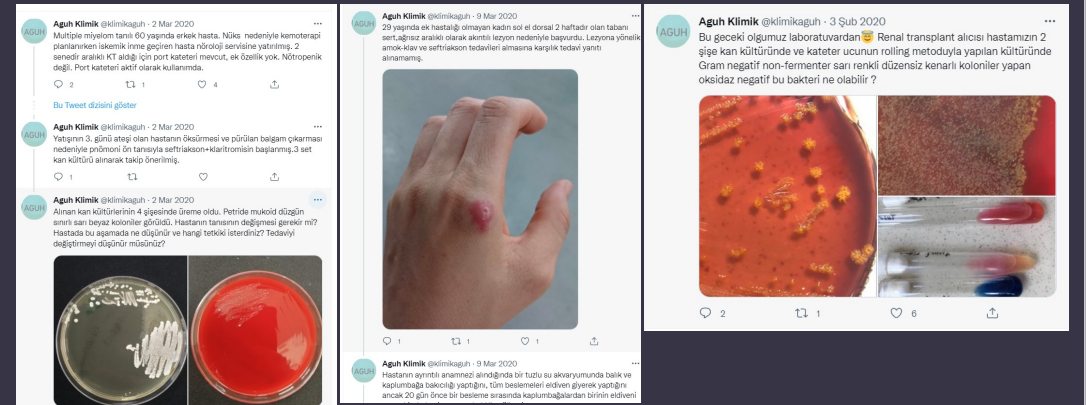 Aguh Klimik @klimikaguh · 2 Mar 2020
Multiple miyelom tanılı 60 yaşında erkek hasta. Nüks nedeniyle kemoterapi
planlanırken iskemik inme geçiren hasta nöroloji servisine yatırılmış. 2
senedir aralıklı KT aldığı için port kateteri mevcut, ek özellik yok. Nötropenik
değil. Port kateteri aktif olarak kullanımda.
2 1 4
Bu Tweet dizisini göster
Aguh Klimik @klimikaguh · 2 Mar 2020
Yatışının 3. günü ateşi olan hastanın öksürmesi ve pürülan balgam çıkarması
nedeniyle pnömoni ön tanısıyla seftriakson+klaritromisin başlanmış.3 set
kan kültürü alınarak takip önerilmiş.
1
Aguh Klimik @klimikaguh · 2 Mar 2020
Alınan kan kültürlerinin 4 şişesinde üreme oldu. Petride mukoid düzgün
sınırlı sarı beyaz koloniler görüldü. Hastanın tanısının değişmesi gerekir mi?
Hastada bu aşamada ne düşünür ve hangi tetkiki isterdiniz? Tedaviyi
değiştirmeyi düşünür müsünüz?
AGUH
AGUH
AGUH
Aguh Klimik @klimikaguh · 9 Mar 2020
29 yaşında ek hastalığı olmayan kadın sol el dorsal 2 haftadır olan tabanı
sert,ağrısız aralıklı olarak akıntılı lezyon nedeniyle başvurdu. Lezyona yönelik
amok-klav ve seftriakson tedavileri almasına karşılık tedavi yanıtı
alınamamış.
1 1 1
Aguh Klimik @klimikaguh · 9 Mar 2020
Hastanın ayrıntılı anamnezi alındığında bir tuzlu su akvaryumunda balık ve
kaplumbağa bakıcılığı yaptığını, tüm beslemeleri eldiven giyerek yaptığını
ancak 20 gün önce bir besleme sırasında kaplumbağalardan birinin eldiveni
AGUH
AGUH
Aguh Klimik @klimikaguh · 3 Şub 2020
Bu geceki olgumuz laboratuvardan😇 Renal transplant alıcısı hastamızın 2
şişe kan kültüründe ve kateter ucunun rolling metoduyla yapılan kültüründe
Gram negatif non-fermenter sarı renkli düzensiz kenarlı koloniler yapan
oksidaz negatif bu bakteri ne olabilir ?
2 1 6
AGUH